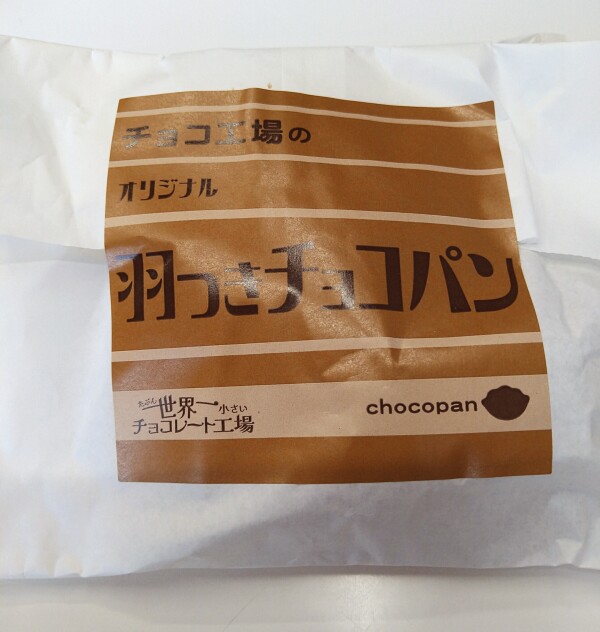 チョコ工場の
オリジナル
羽つきチョコパン
たぶん世界一小さい
チョコレート工場
chocopan